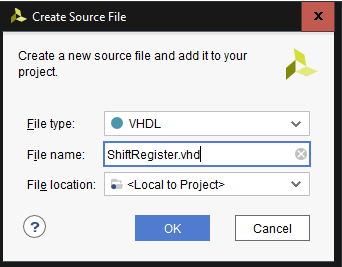 Create Source File
Create a new source file and add it to your
project.
File type: VHDL
File name: ShiftRegister.vhd
File location: <Local to Project>
? OK Cancel